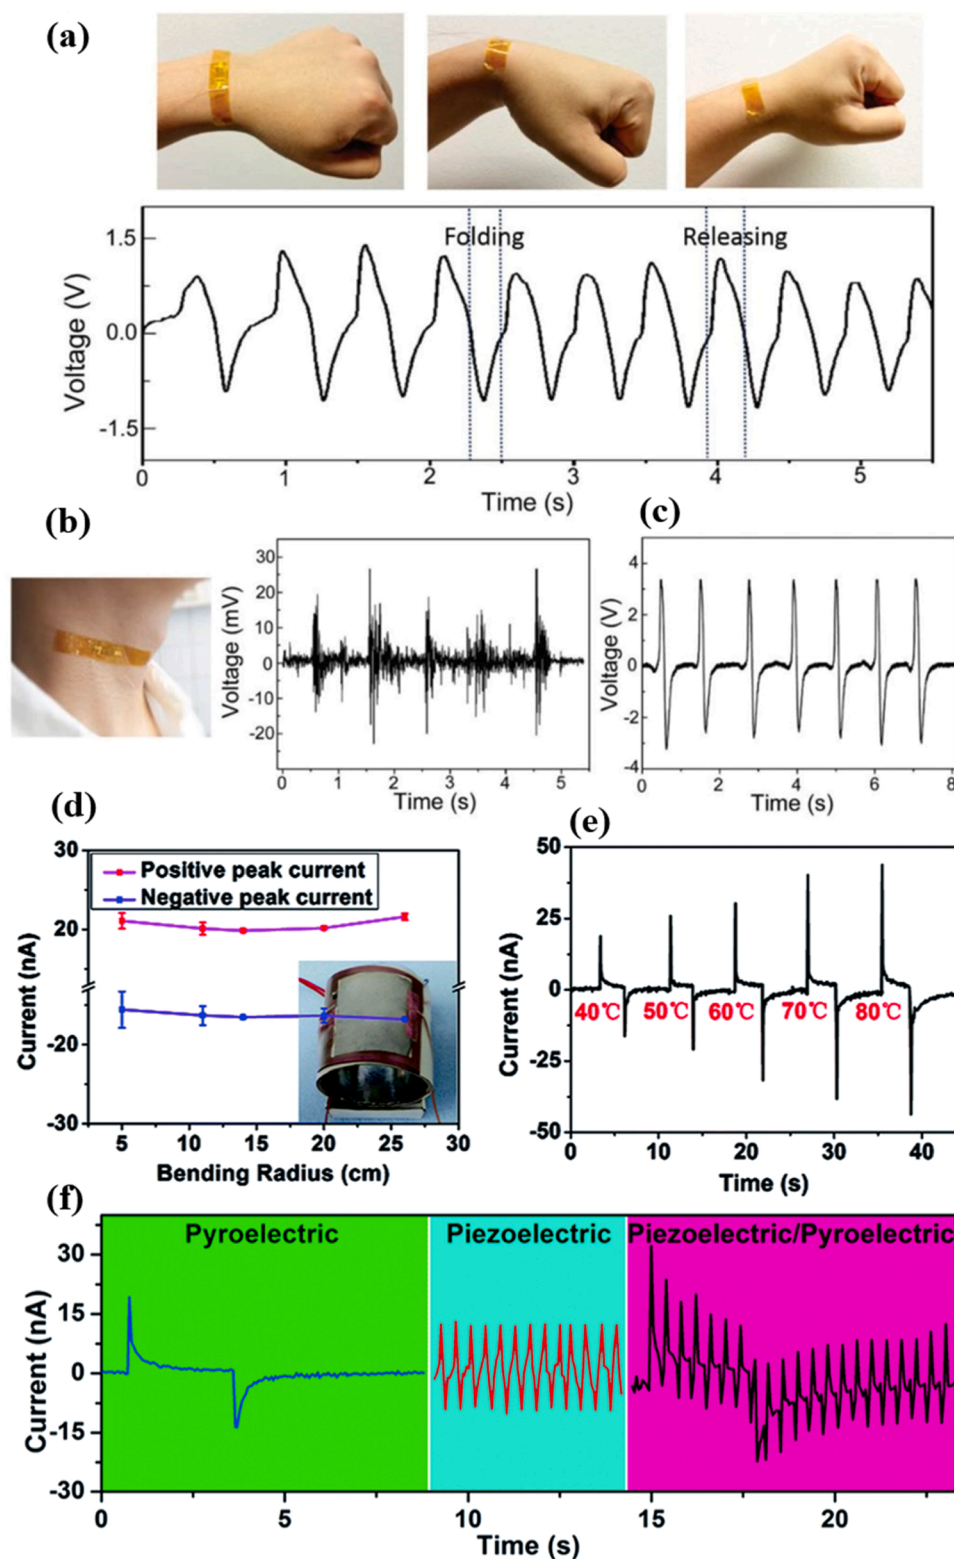 (a)
Folding Releasing
Voltage (V)
1.5
0.0
-1.5
0 1 2 3 4 5
Time (s)
(b)
Voltage (mV)
30
20
10
0
-10
-20
0 1 2 3 4 5
Time (s)
(c)
Voltage (V)
4
2
0
-2
-4
0 2 4 6 8
Time (s)
(d)
Positive peak current
Negative peak current
Current (nA)
30
20
-20
-30
5 10 15 20 25 30
Bending Radius (cm)
(e)
Current (nA)
50
25
0
-25
-50
40℃ 50℃ 60℃ 70℃ 80℃
0 10 20 30 40
Time (s)
(f)
Pyroelectric Piezoelectric Piezoelectric/Pyroelectric
Current (nA)
30
15
0
-15
-30
0 5 10 15 20
Time (s)